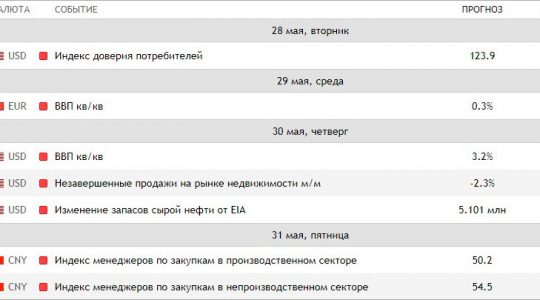 АЛЮТА СОБЫТИЕ ПРОГНОЗ
28 мая, вторник
USD Индекс доверия потребителей 123.9
29 мая, среда
EUR ВВП кв/кв 0.3%
30 мая, четверг
USD ВВП кв/кв 3.2%
USD Незавершенные продажи на рынке недвижимости м/м -2.3%
USD Изменение запасов сырой нефти от EIA 5.101 млн
31 мая, пятница
CNY Индекс менеджеров по закупкам в производственном секторе 50.2
CNY Индекс менеджеров по закупкам в непроизводственном секторе 54.5